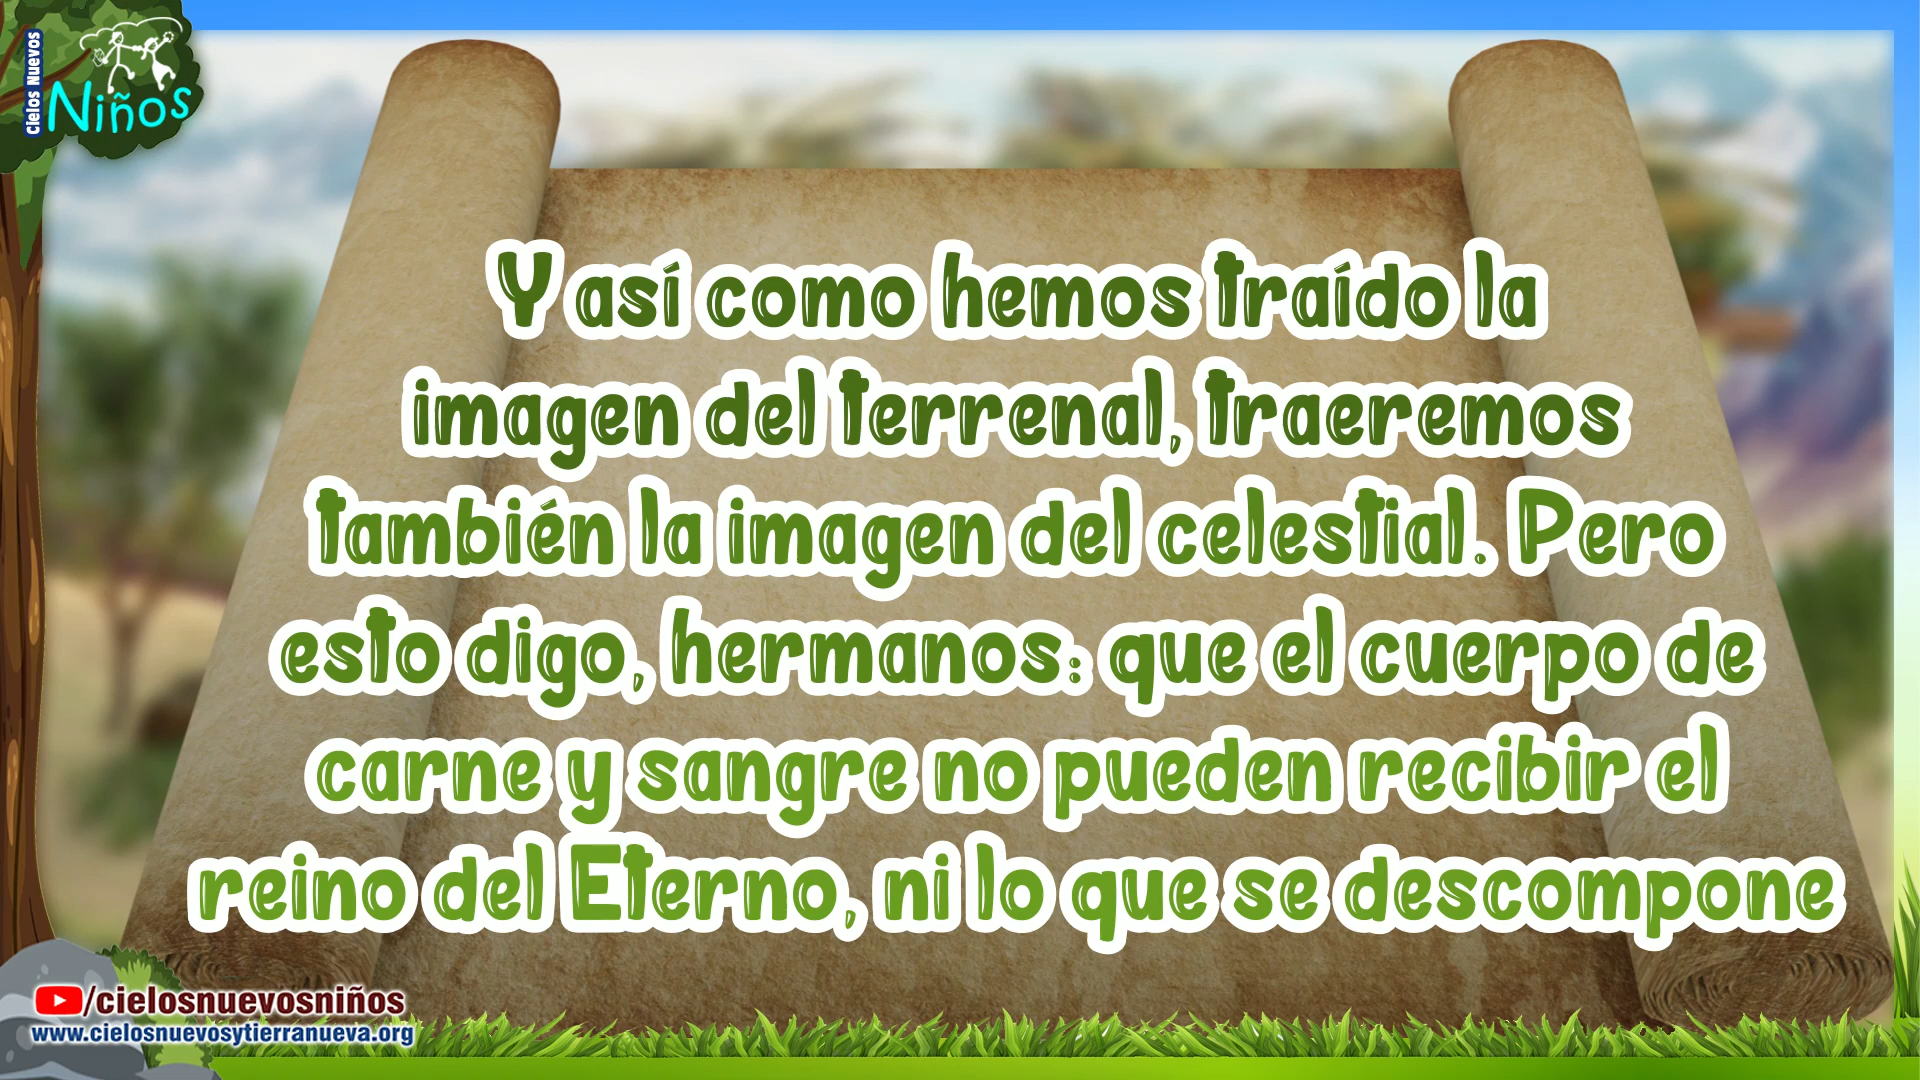 Cielos Nuevos
Niños
Y así como hemos traído la
imagen del terrenal, traeremos
también la imagen del celestial. Pero
esto digo, hermanos: que el cuerpo de
carne y sangre no pueden recibir el
reino del Eterno, ni lo que se descompone
/cielosnuevosniños
www.cielosnuevosytierranueva.org